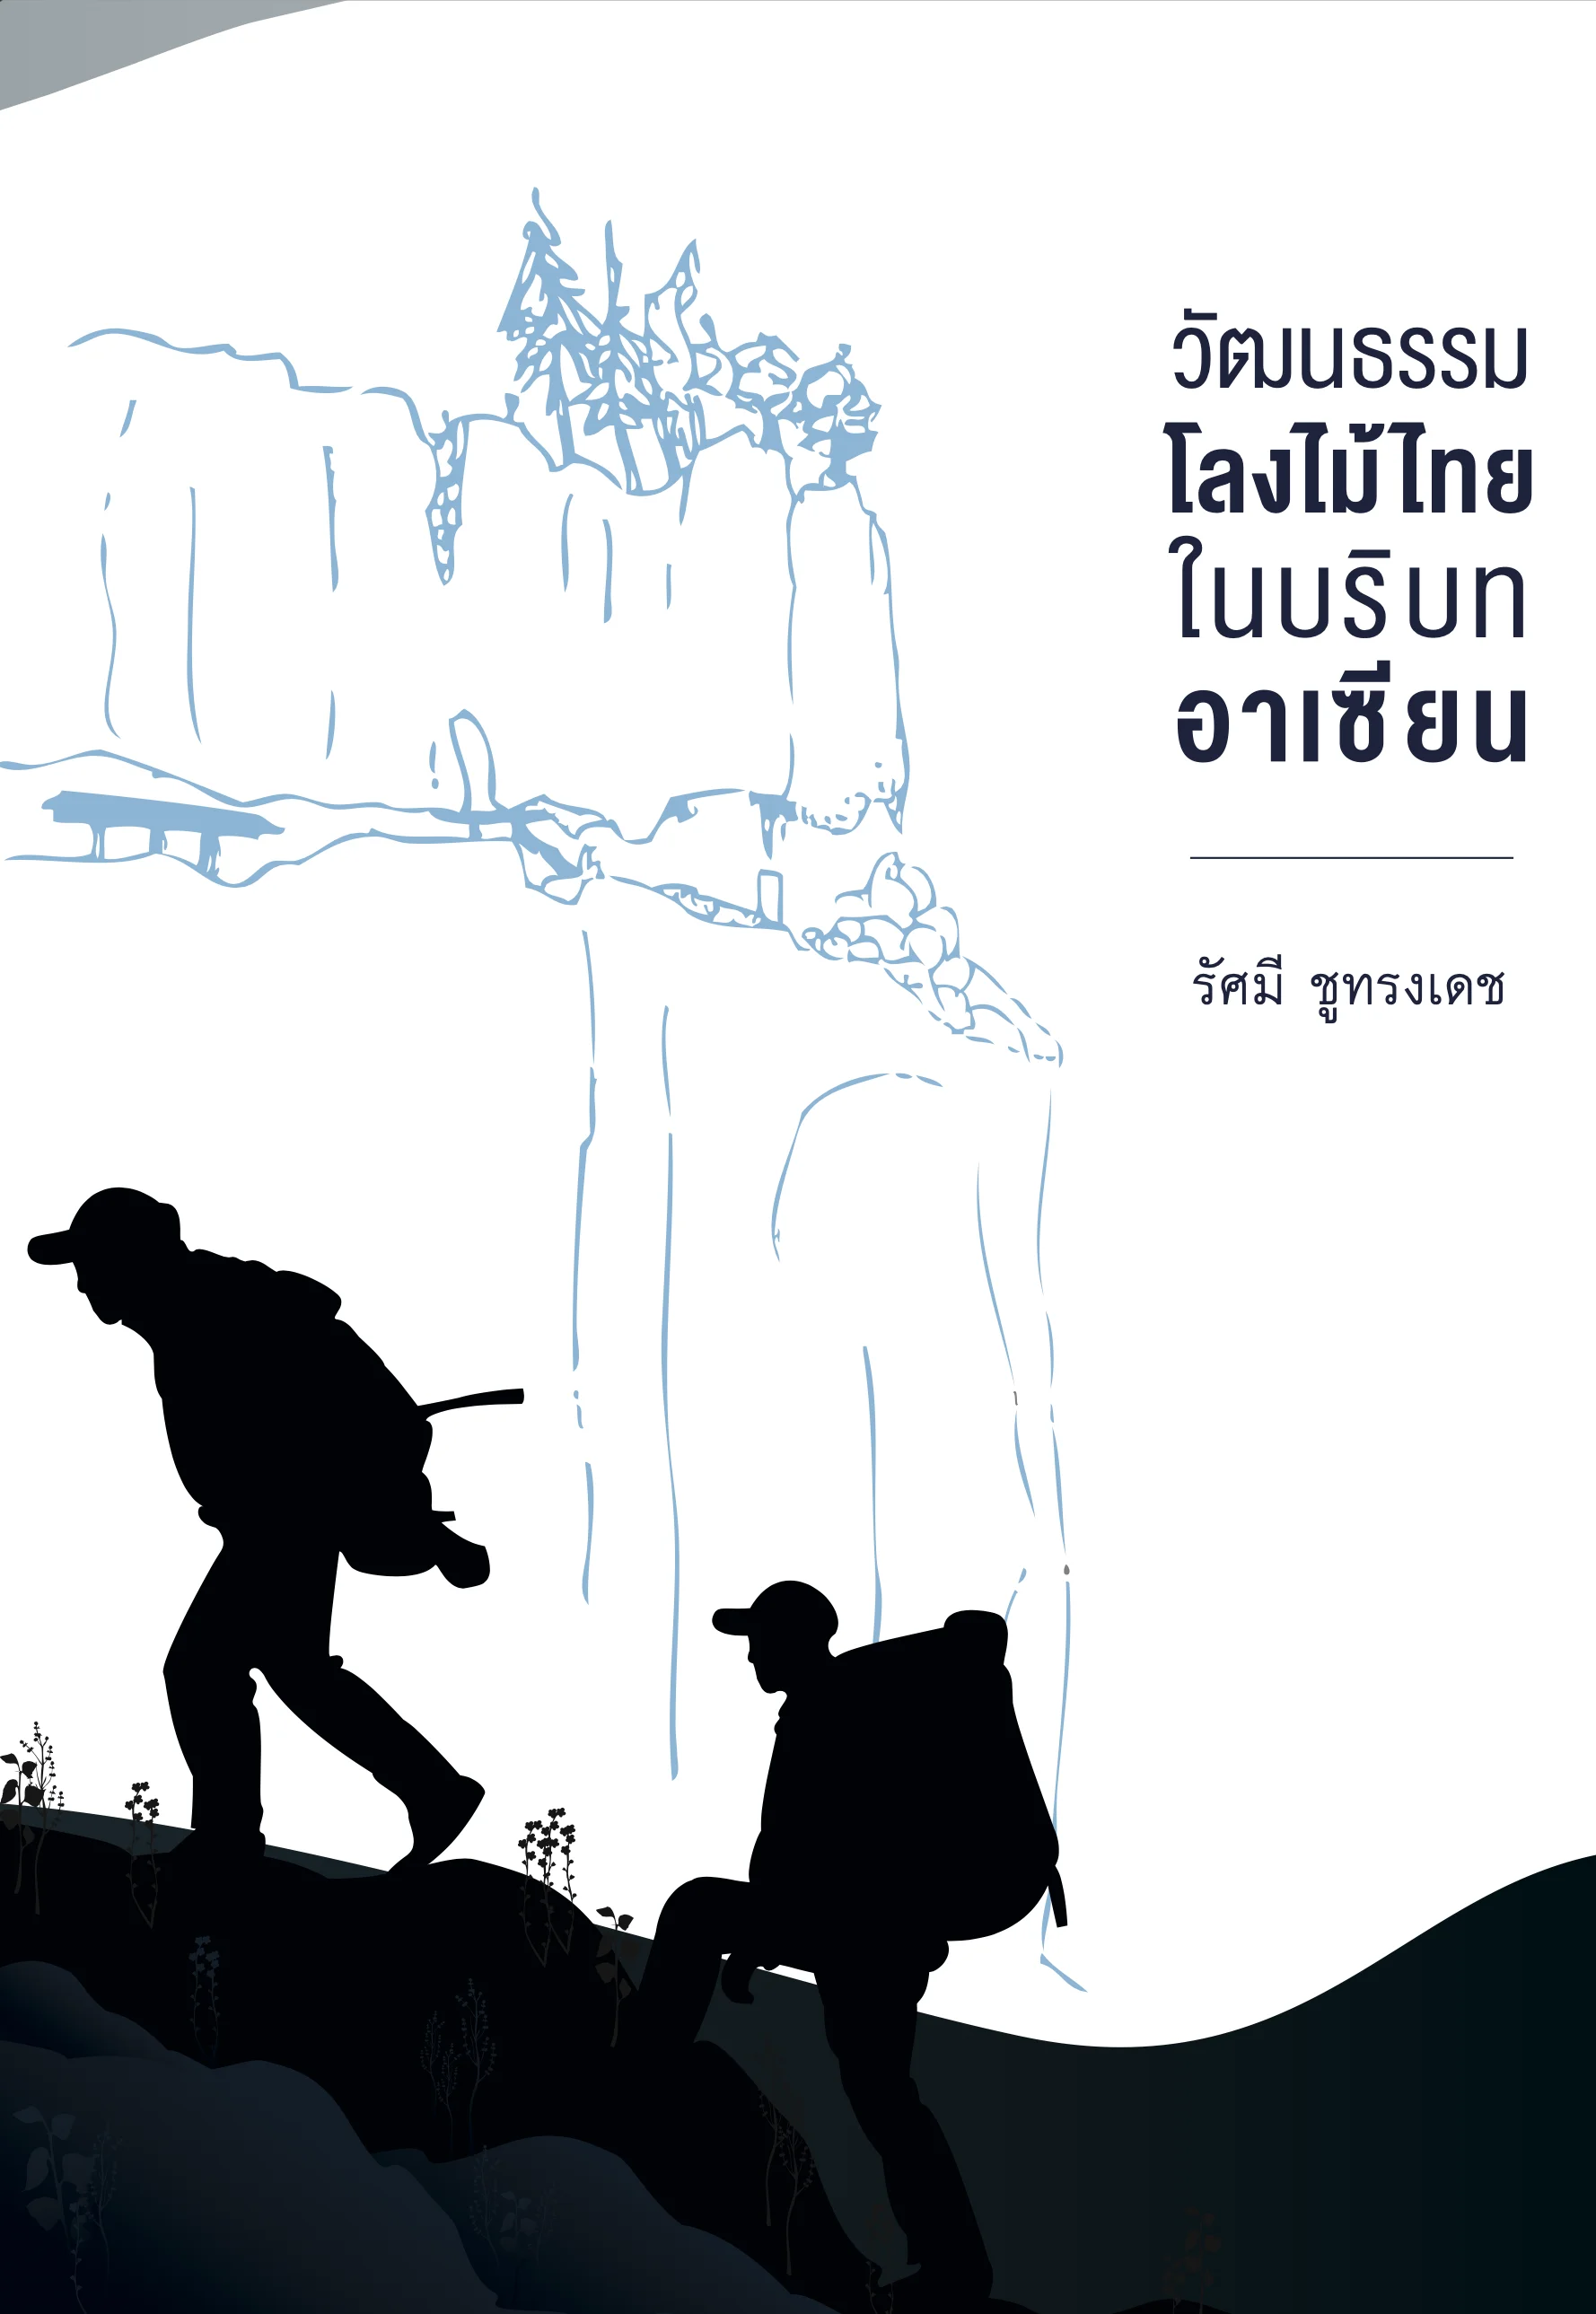 วัฒนธรรม
โลงไม้ไทย
ในบริบท
อาเซียน
รัศมี ชูทรงเดช